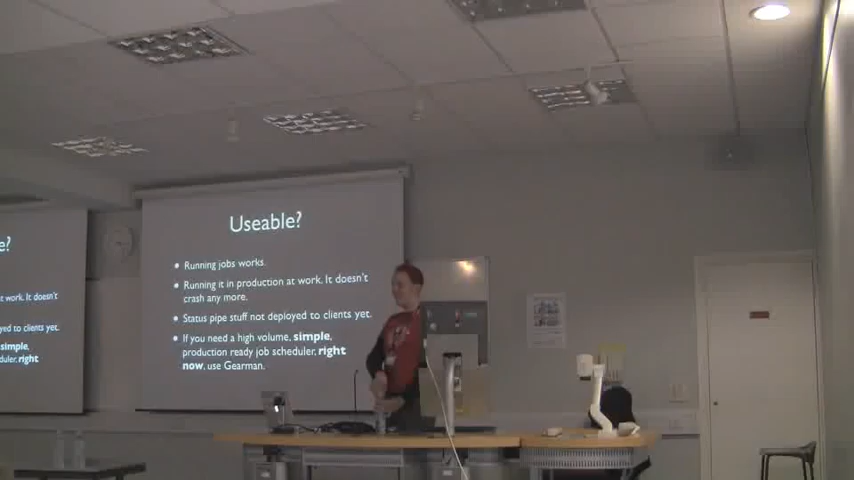 e?
at work. It doesn't
yed to clients yet.
simple,
duler, right
Useable?
Running jobs works.
Running it in production at work. It doesn't
crash any more.
Status pipe stuff not deployed to clients yet.
If you need a high volume, simple,
production ready job scheduler, right
now, use Gearman.